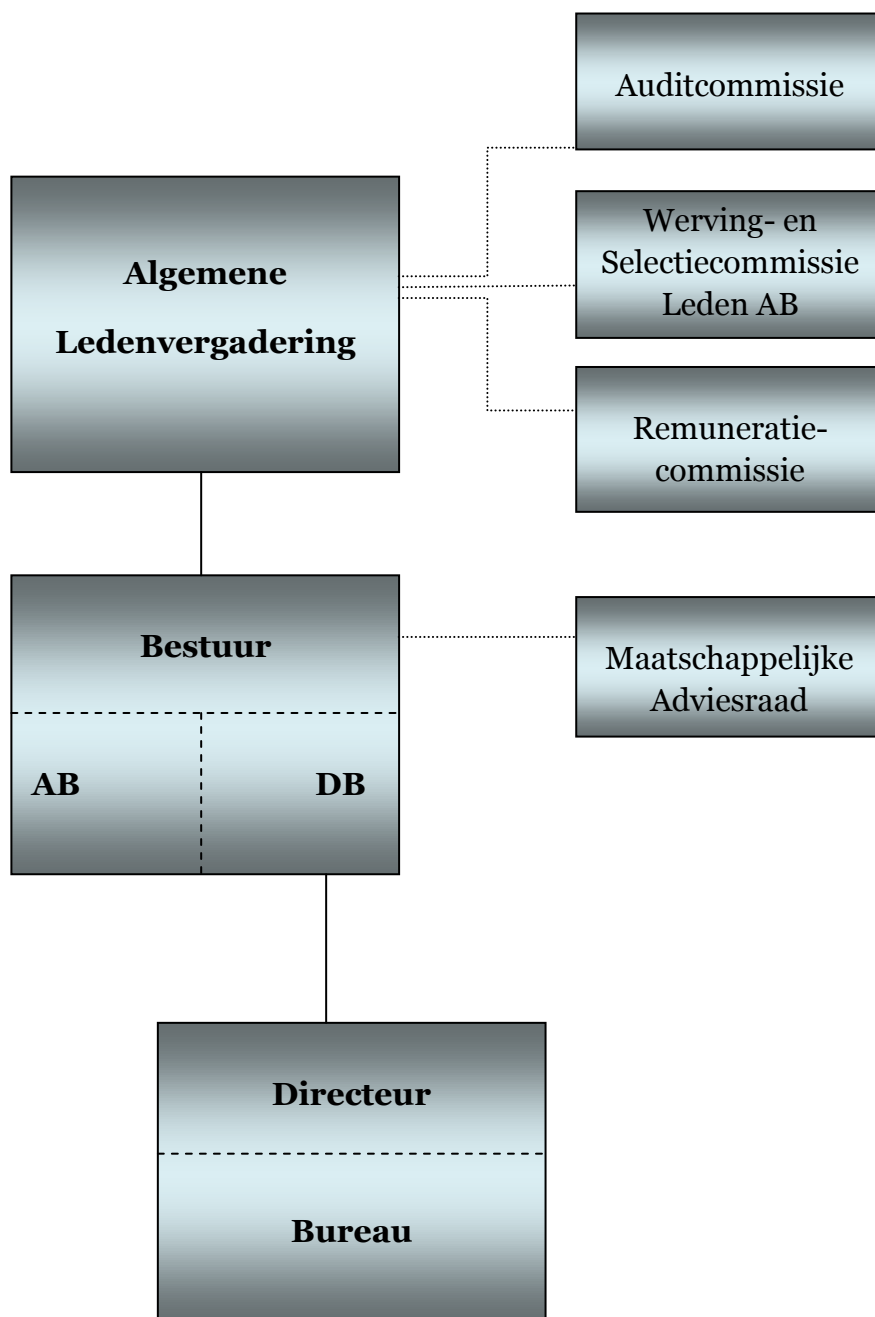 Auditcommissie
Algemene
Ledenvergadering
Werving- en
Selectiecommissie
Leden AB
Remuneratie-
commissie
Bestuur
AB
DB
Maatschappelijke
Adviesraad
Directeur
Bureau